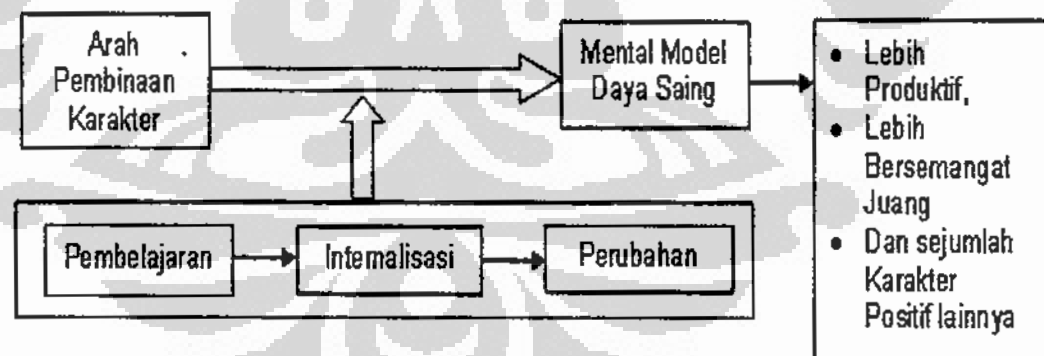 Arah
Pembinaan
Karakter
Mental Model
Daya Saing
• Lebih
Produktif,
• Lebih
Bersemangat
Juang
• Dan sejumlah
Karakter
Positif lainnya
Pembelajaran
Internalisasi
Perubahan